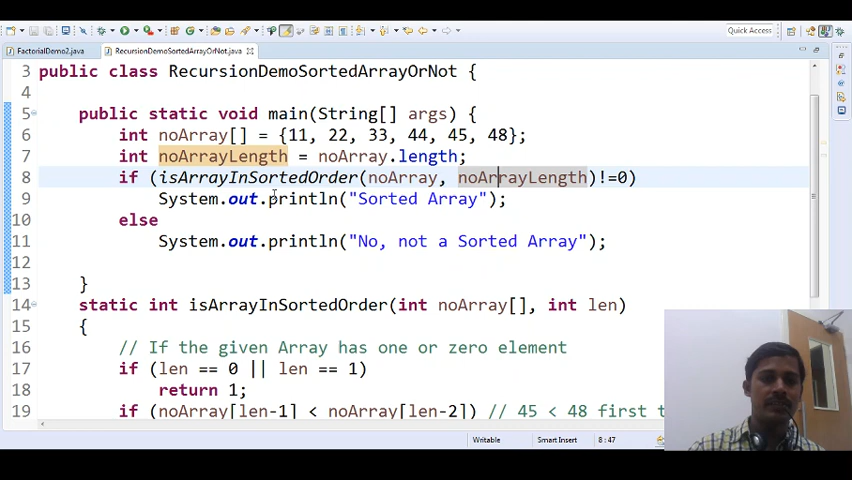 Quick Access
FactorialDemo2.java
RecursionDemoSortedArrayOrNot.java
3 public class RecursionDemoSortedArrayOrNot {
4
5 public static void main(String[] args) {
6 int noArray[] = {11, 22, 33, 44, 45, 48};
7 int noArrayLength = noArray.length;
8 if (isArrayInSortedOrder(noArray, noArrayLength)!=0)
9 System.out.println("Sorted Array");
10 else
11 System.out.println("No, not a Sorted Array");
12
13 }
14 static int isArrayInSortedOrder(int noArray[], int len)
15 {
16 // If the given Array has one or zero element
17 if (len == 0 || len == 1)
18 return 1;
19 if (noArray[len-1] < noArray[len-2]) // 45 < 48 first t
Writable
Smart Insert
8:47